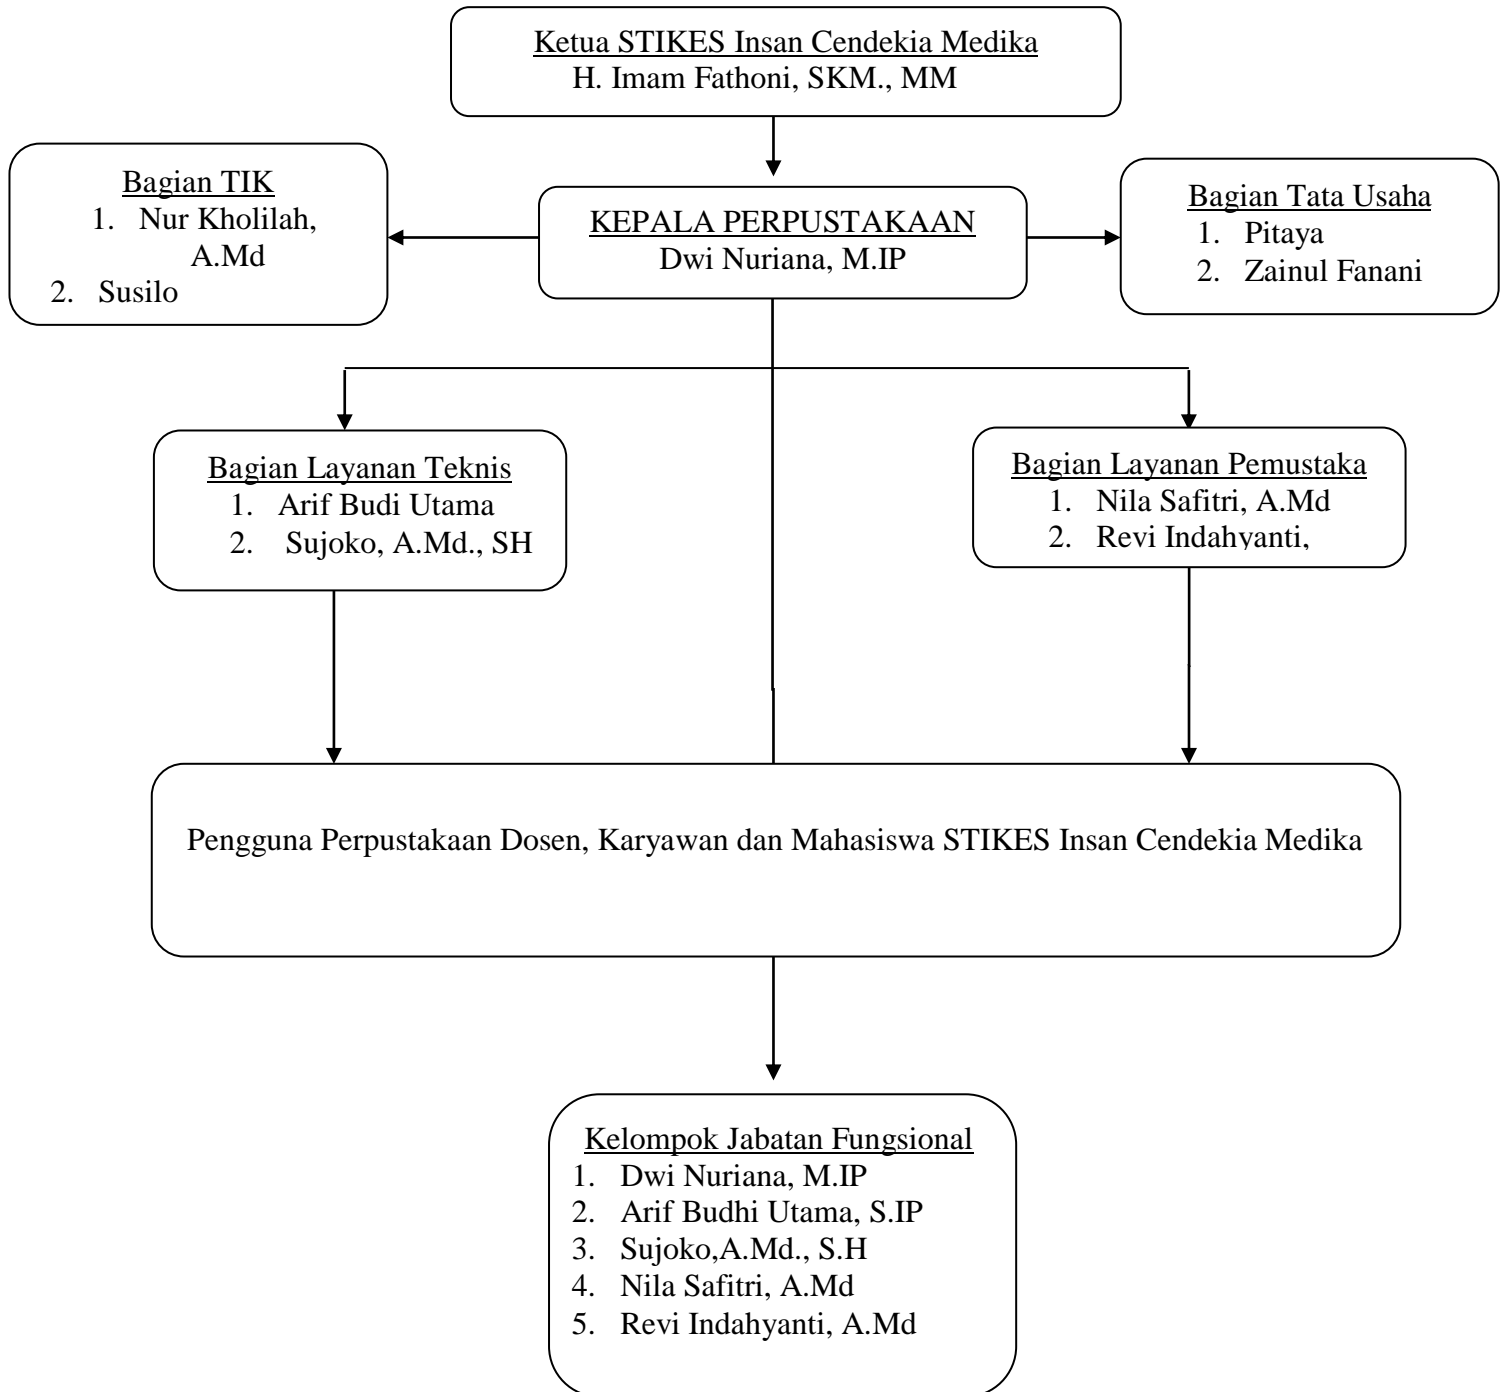 Ketua STIKES Insan Cendekia Medika
H. Imam Fathoni, SKM., MM
Bagian TIK
1. Nur Kholilah,
A.Md
2. Susilo
KEPALA PERPUSTAKAAN
Dwi Nuriana, M.IP
Bagian Tata Usaha
1. Pitaya
2. Zainul Fanani
Bagian Layanan Teknis
1. Arif Budi Utama
2. Sujoko, A.Md., SH
Bagian Layanan Pemustaka
1. Nila Safitri, A.Md
2. Revi Indahyanti,
Pengguna Perpustakaan Dosen, Karyawan dan Mahasiswa STIKES Insan Cendekia Medika
Kelompok Jabatan Fungsional
1. Dwi Nuriana, M.IP
2. Arif Budhi Utama, S.IP
3. Sujoko,A.Md., S.H
4. Nila Safitri, A.Md
5. Revi Indahyanti, A.Md